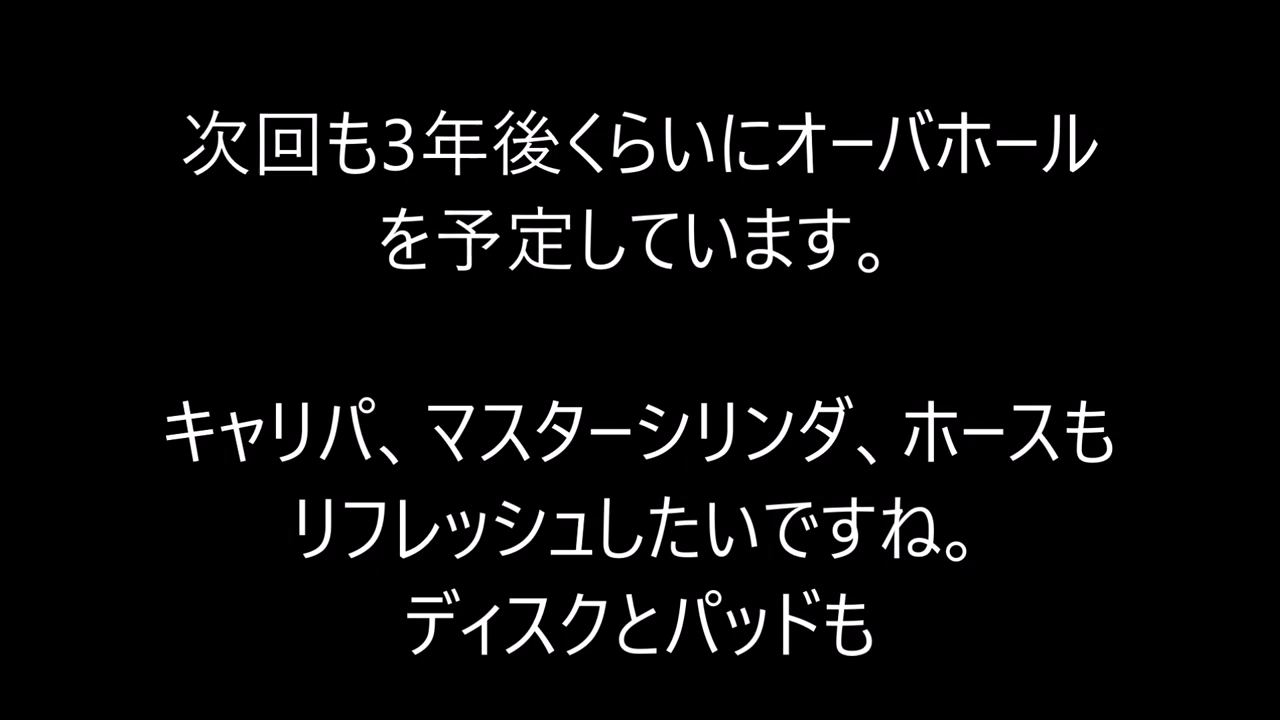 次回も3年後くらいにオーバホール
を予定しています。
キャリパ、マスターシリンダ、ホースも
リフレッシュしたいですね。
ディスクとパッドも